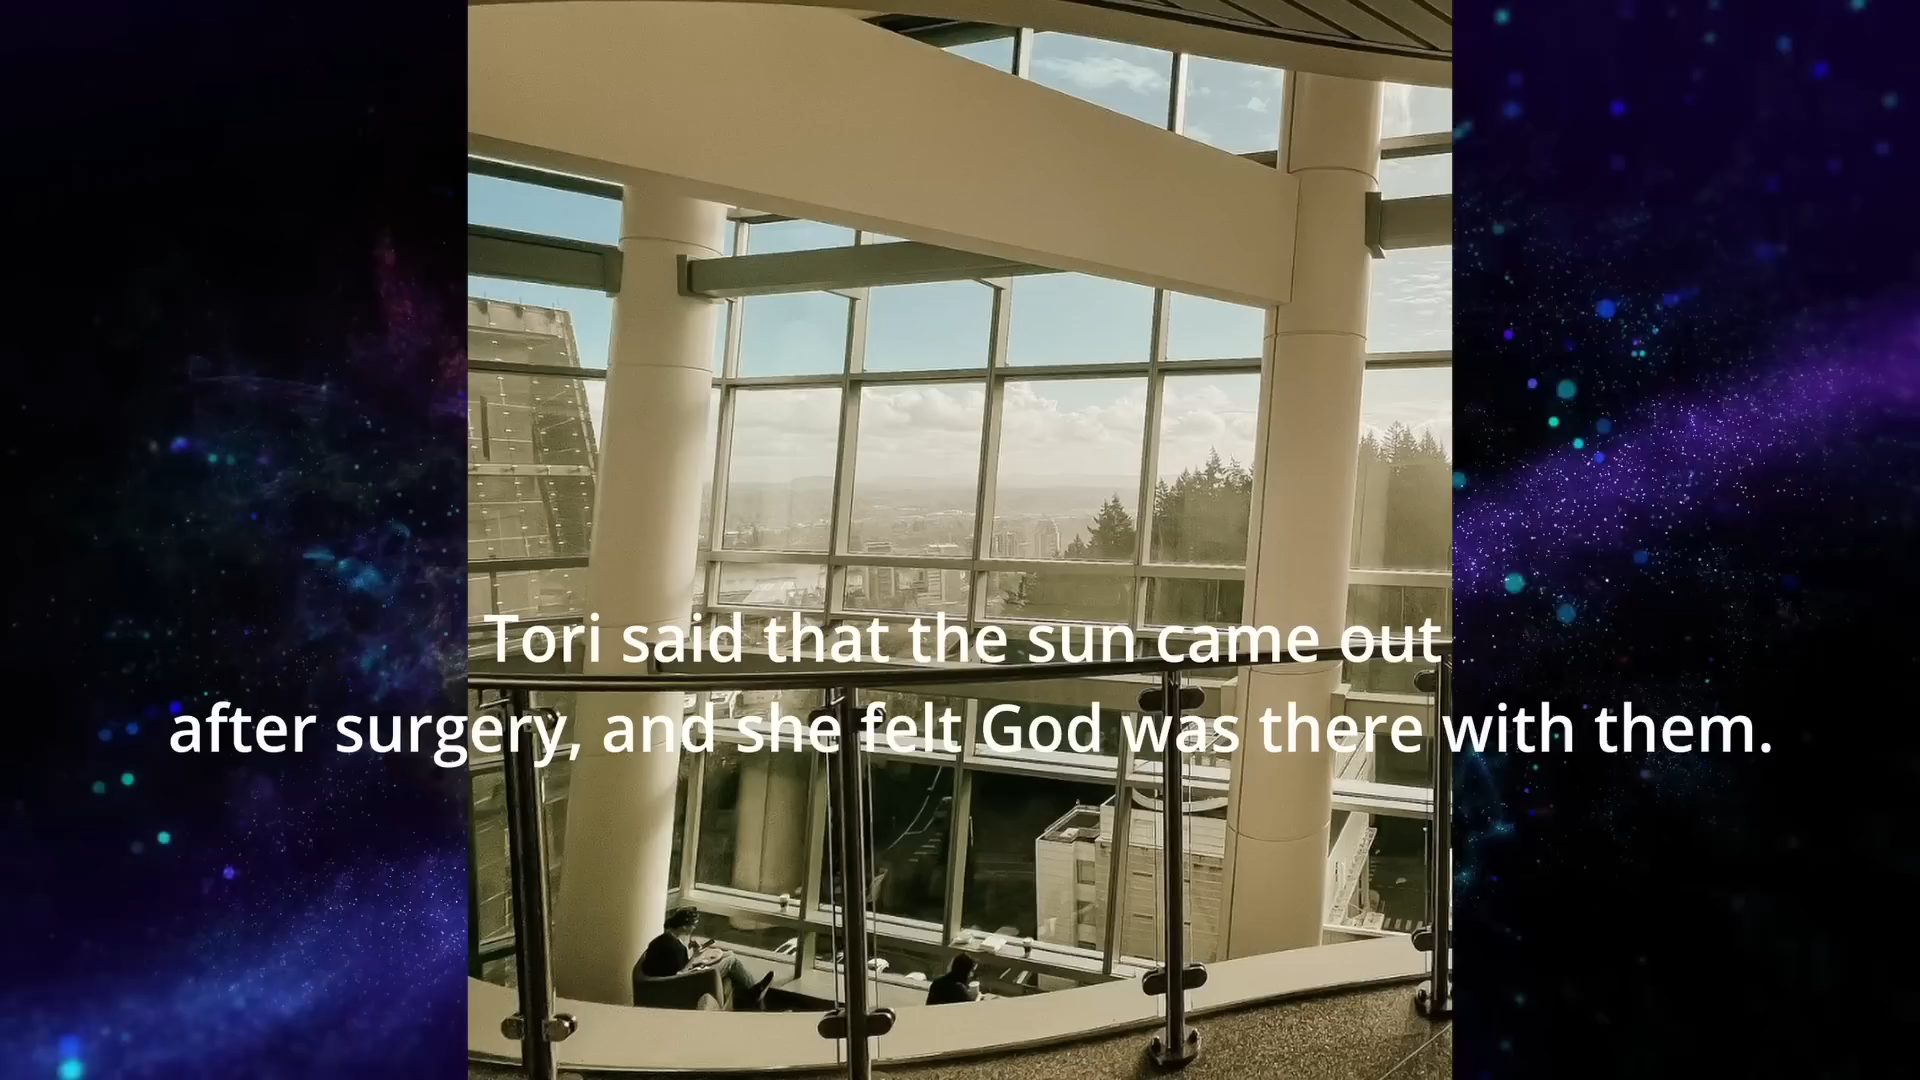 Tori said that the sun came out
after surgery, and she felt God was there with them.